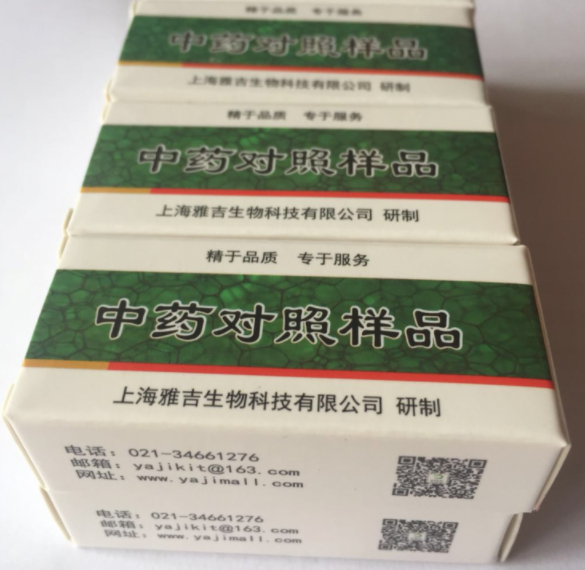 精于品质 专于服务
中药对照样品
上海雅吉生物科技有限公司 研制
精于品质 专于服务
中药对照样品
上海雅吉生物科技有限公司 研制
精于品质 专于服务
中药对照样品
上海雅吉生物科技有限公司 研制
电话：021-34661276
邮箱：yajikit@163.com
网址：www.yajimall.com
电话：021-34661276
邮箱：yajikit@163.com
网址：www.yajimall.com